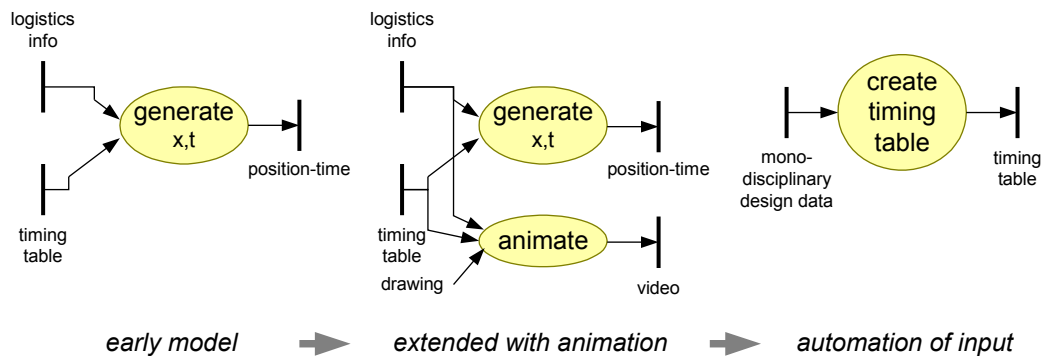 logistics
info
generate
x,t
position-time
timing
table
early model
logistics
info
generate
x,t
position-time
timing
table
drawing
animate
video
extended with animation
create
timing
table
mono-
disciplinary
design data
timing
table
automation of input